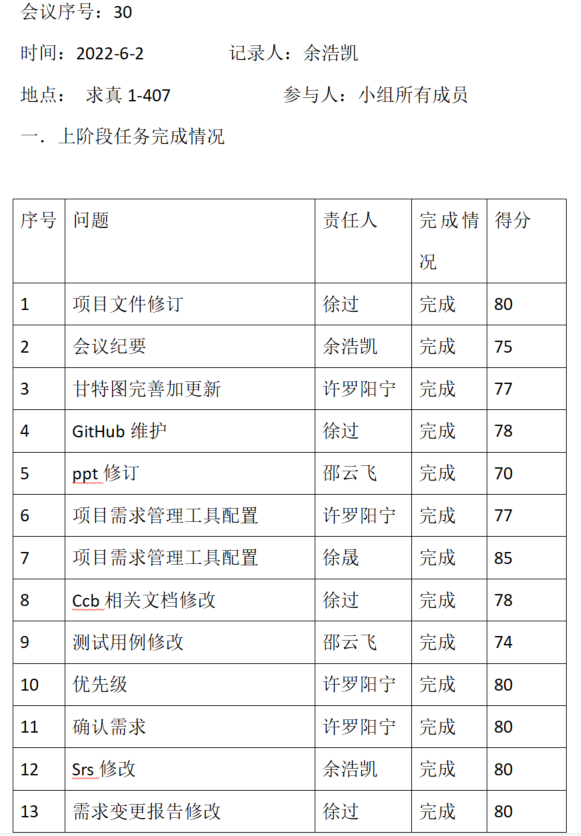 会议序号：30
时间：2022-6-2 记录人：余浩凯
地点： 求真 1-407 参与人：小组所有成员
一．上阶段任务完成情况
序号 问题 责任人 完成情况 得分
1 项目文件修订 徐过 完成 80
2 会议纪要 余浩凯 完成 75
3 甘特图完善加更新 许罗阳宁 完成 77
4 GitHub 维护 徐过 完成 78
5 ppt 修订 邵云飞 完成 70
6 项目需求管理工具配置 许罗阳宁 完成 77
7 项目需求管理工具配置 徐晟 完成 85
8 Ccb 相关文档修改 徐过 完成 78
9 测试用例修改 邵云飞 完成 74
10 优先级 许罗阳宁 完成 80
11 确认需求 许罗阳宁 完成 80
12 Srs 修改 余浩凯 完成 80
13 需求变更报告修改 徐过 完成 80